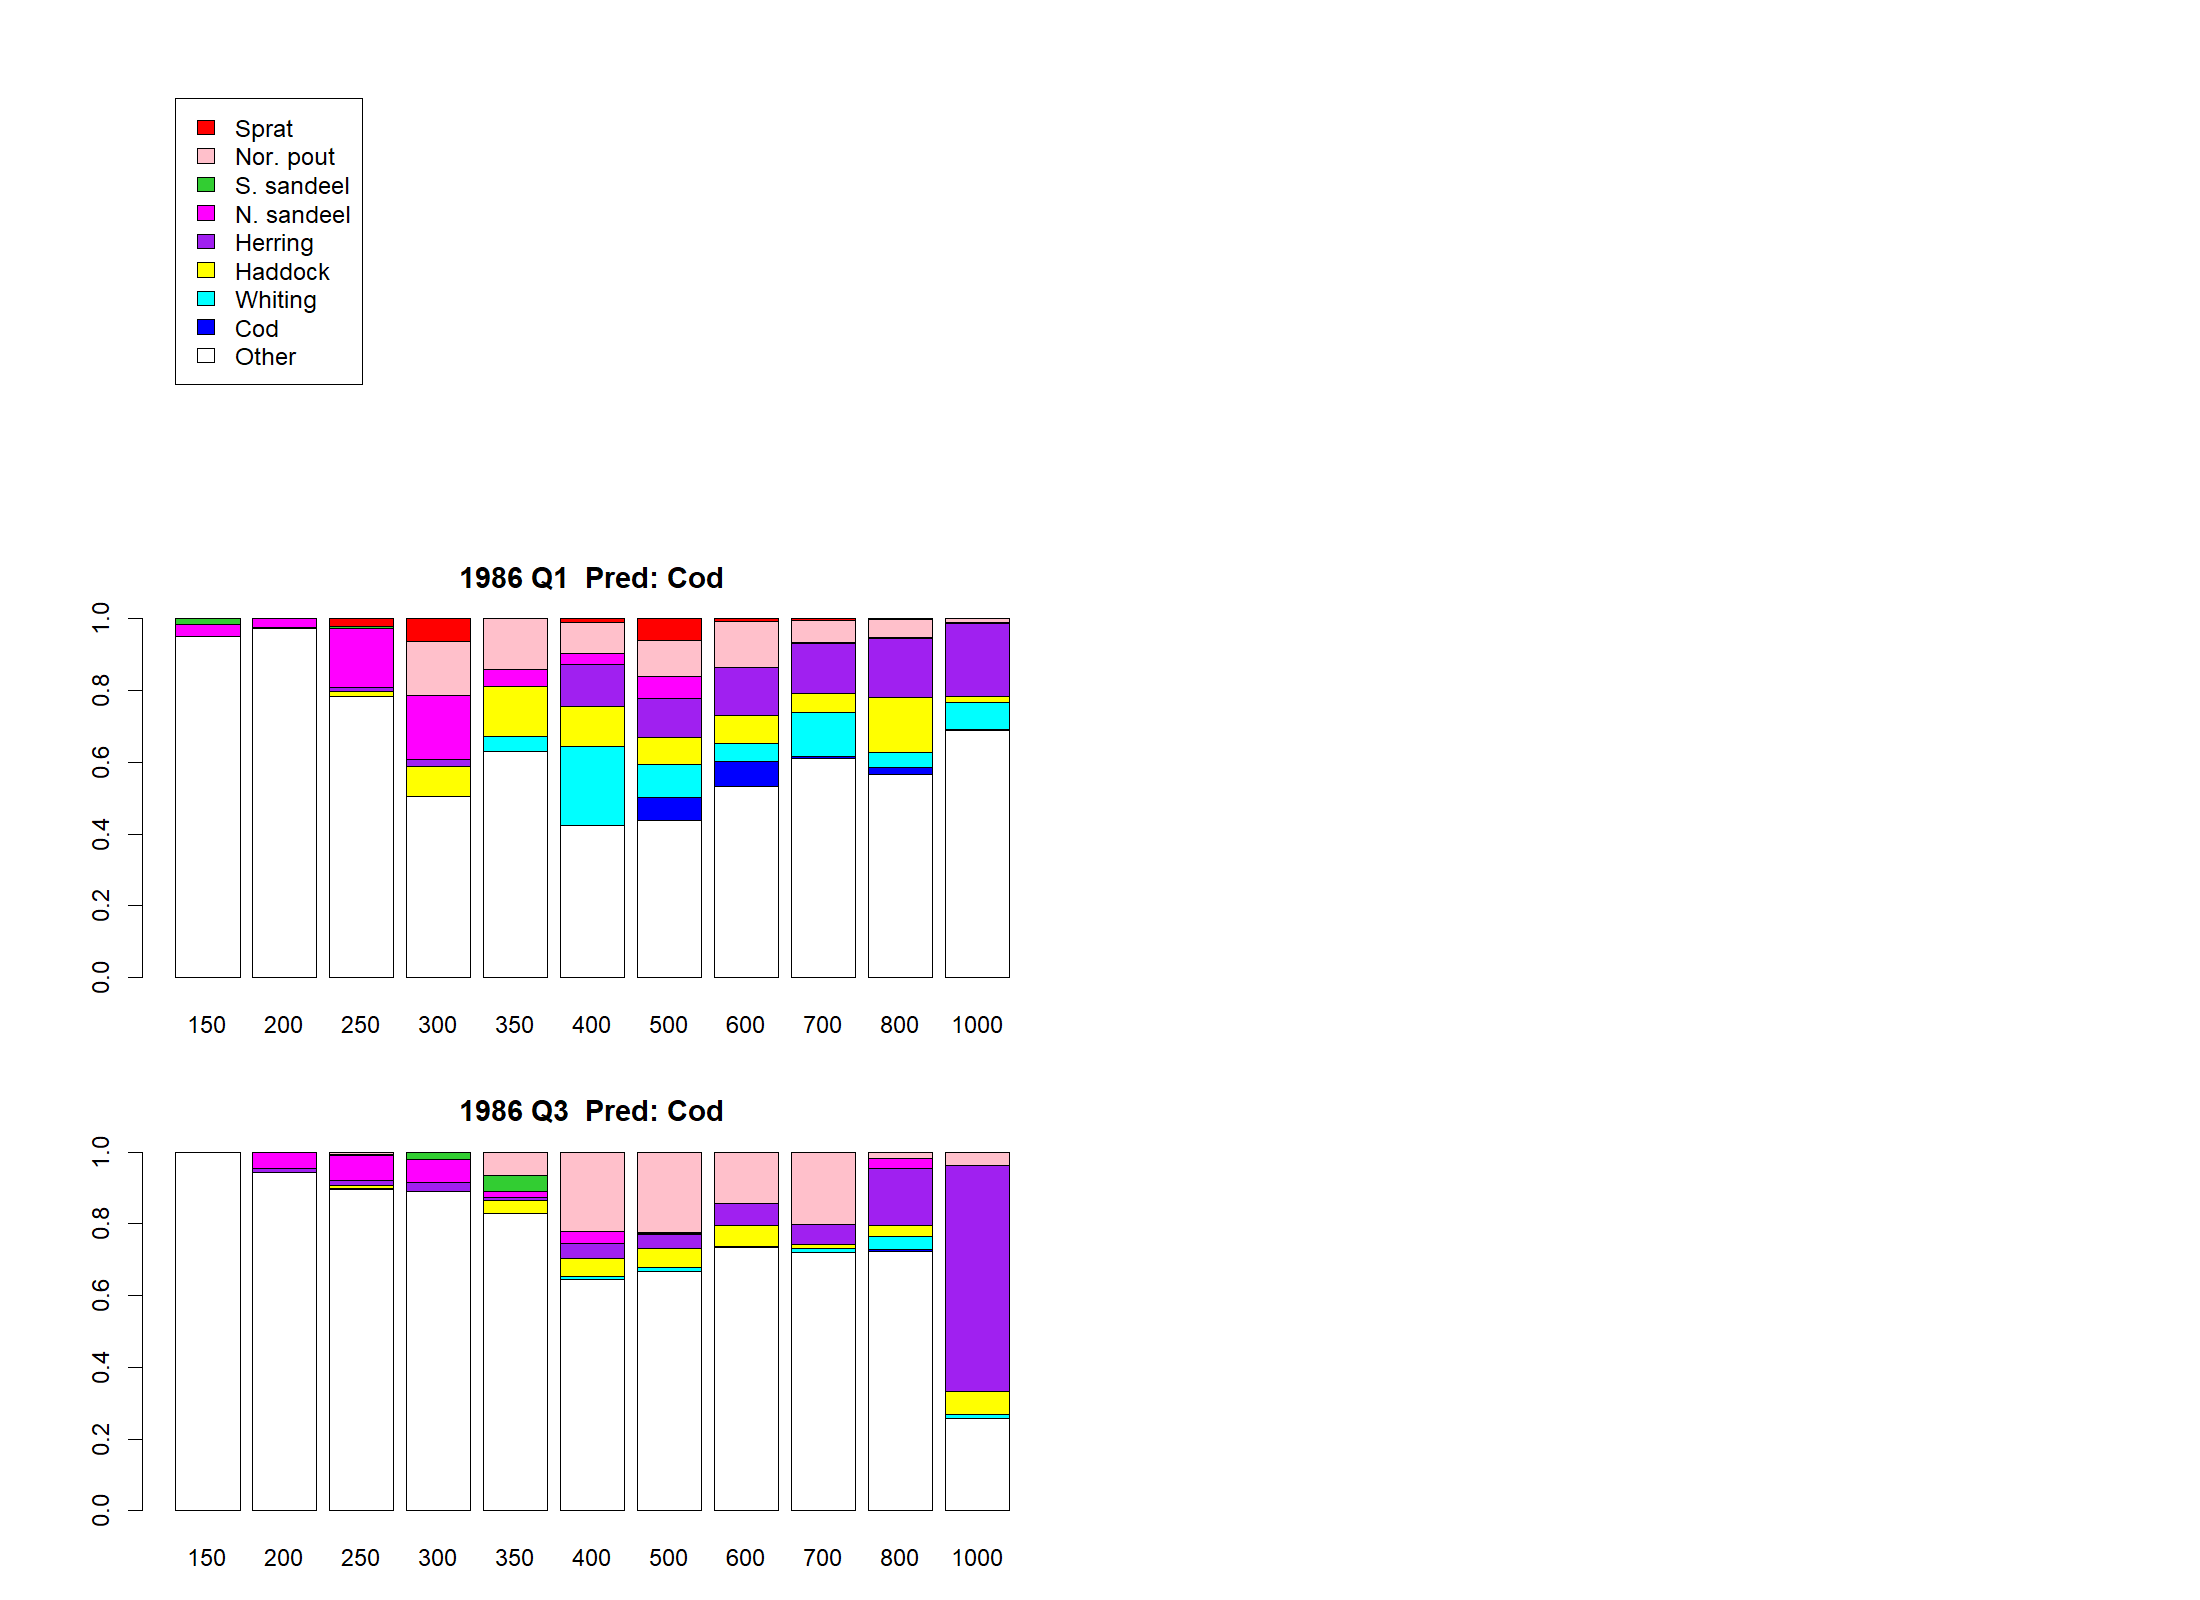 Sprat
Nor. pout
S. sandeel
N. sandeel
Herring
Haddock
Whiting
Cod
Other
1986 Q1  Pred: Cod
1.0
0.8
0.6
0.4
0.2
0.0
150 200 250 300 350 400 500 600 700 800 1000
1986 Q3  Pred: Cod
1.0
0.8
0.6
0.4
0.2
0.0
150 200 250 300 350 400 500 600 700 800 1000